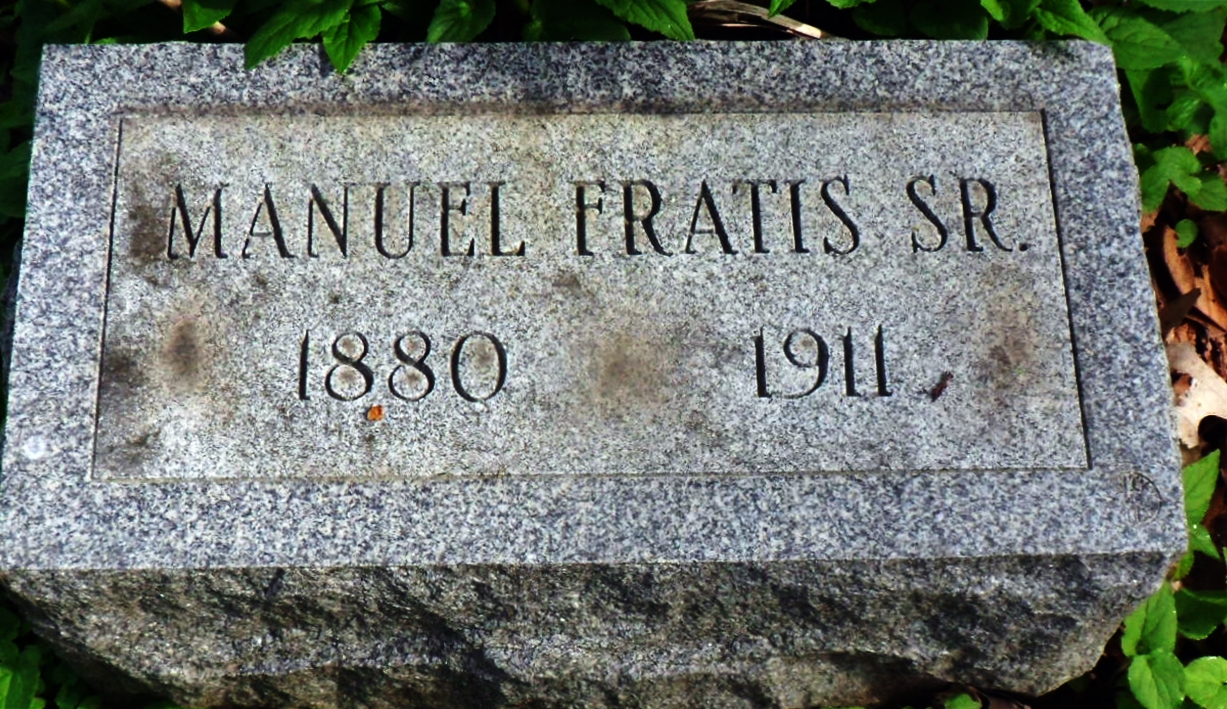 MANUEL FRATIS SR.
1880 1911